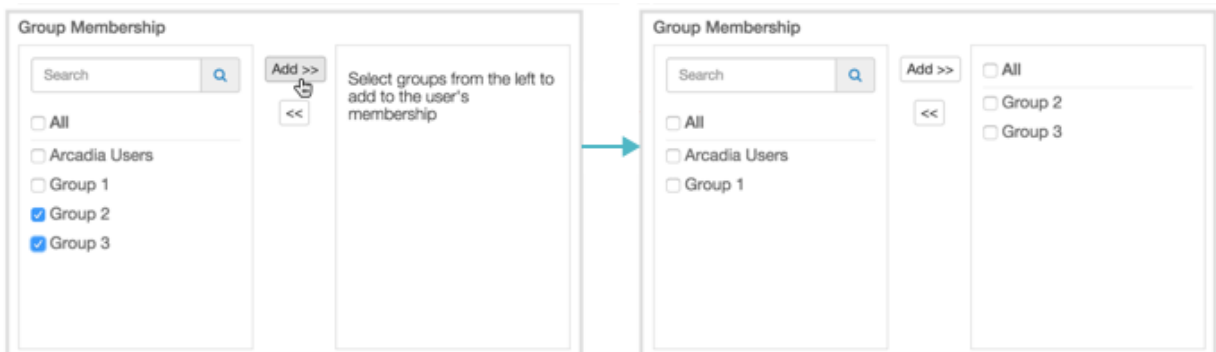 Group Membership
Search
All
Arcadia Users
Group 1
Group 2
Group 3
Add >>
<<
Select groups from the left to
add to the user's
membership
Group Membership
Search
All
Arcadia Users
Group 1
Add >>
<<
All
Group 2
Group 3